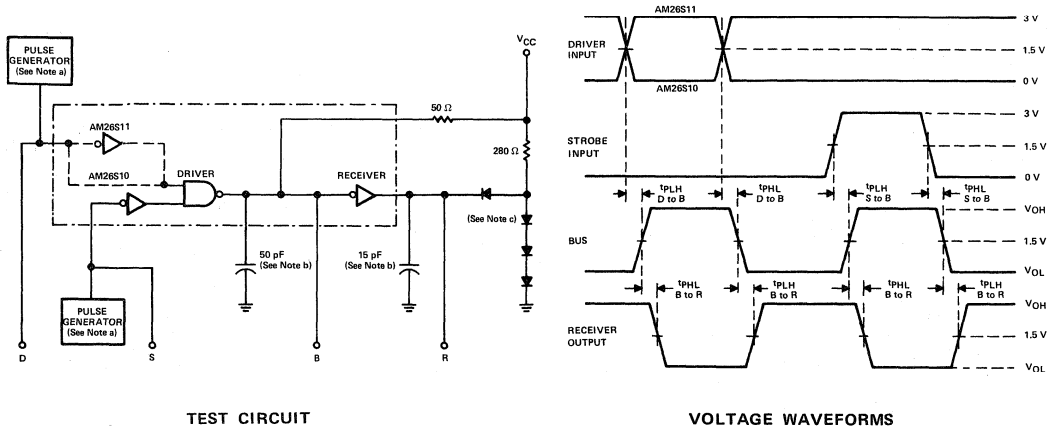 PULSE
GENERATOR
(See Note a)
AM26S11
AM26S10
DRIVER
RECEIVER
50 Ω
VCC
280 Ω
(See Note c)
50 pF
(See Note b)
15 pF
(See Note b)
PULSE
GENERATOR
(See Note a)
D
S
B
R
TEST CIRCUIT
AM26S11
3 V
DRIVER
INPUT
1.5 V
AM26S10
0 V
3 V
STROBE
INPUT
1.5 V
0 V
tPLH
D to B
tPHL
D to B
tPLH
S to B
tPHL
S to B
VOH
BUS
1.5 V
VOL
tPHL
B to R
tPLH
B to R
tPHL
B to R
tPLH
B to R
VOH
RECEIVER
OUTPUT
1.5 V
VOL
VOLTAGE WAVEFORMS